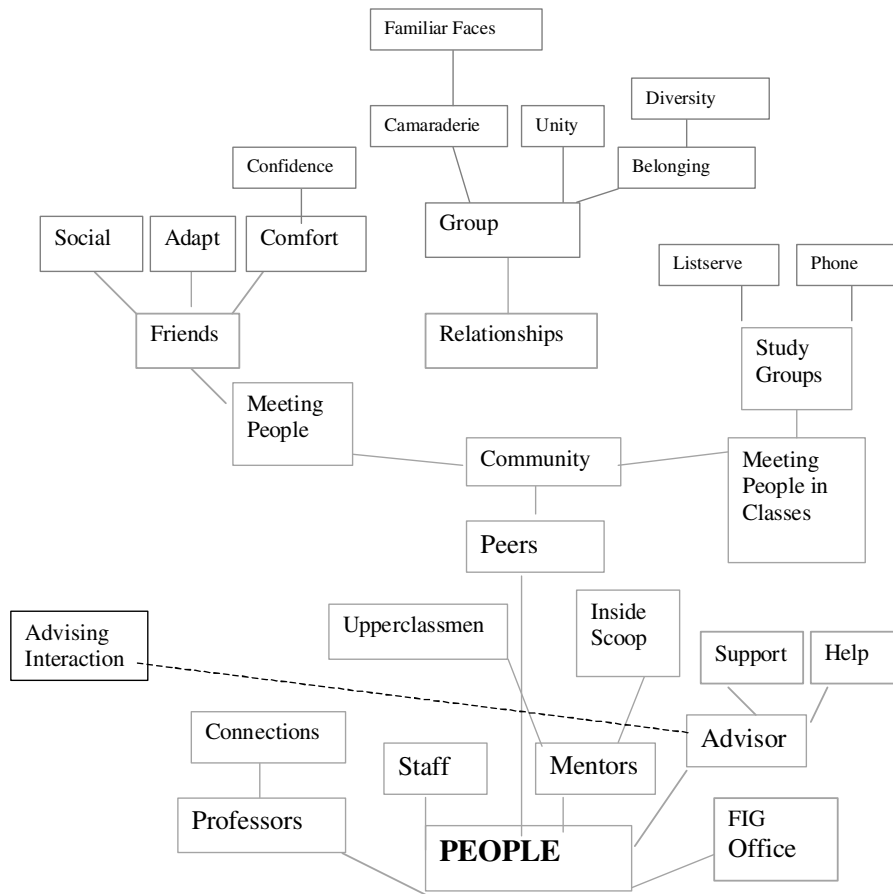 Familiar Faces
Diversity
Camaraderie
Unity
Confidence
Belonging
Social
Adapt
Comfort
Group
Listserve
Phone
Friends
Relationships
Study
Groups
Meeting
People
Community
Meeting
People in
Classes
Peers
Upperclassmen
Inside
Scoop
Advising
Interaction
Support
Help
Connections
Staff
Mentors
Advisor
Professors
PEOPLE
FIG
Office